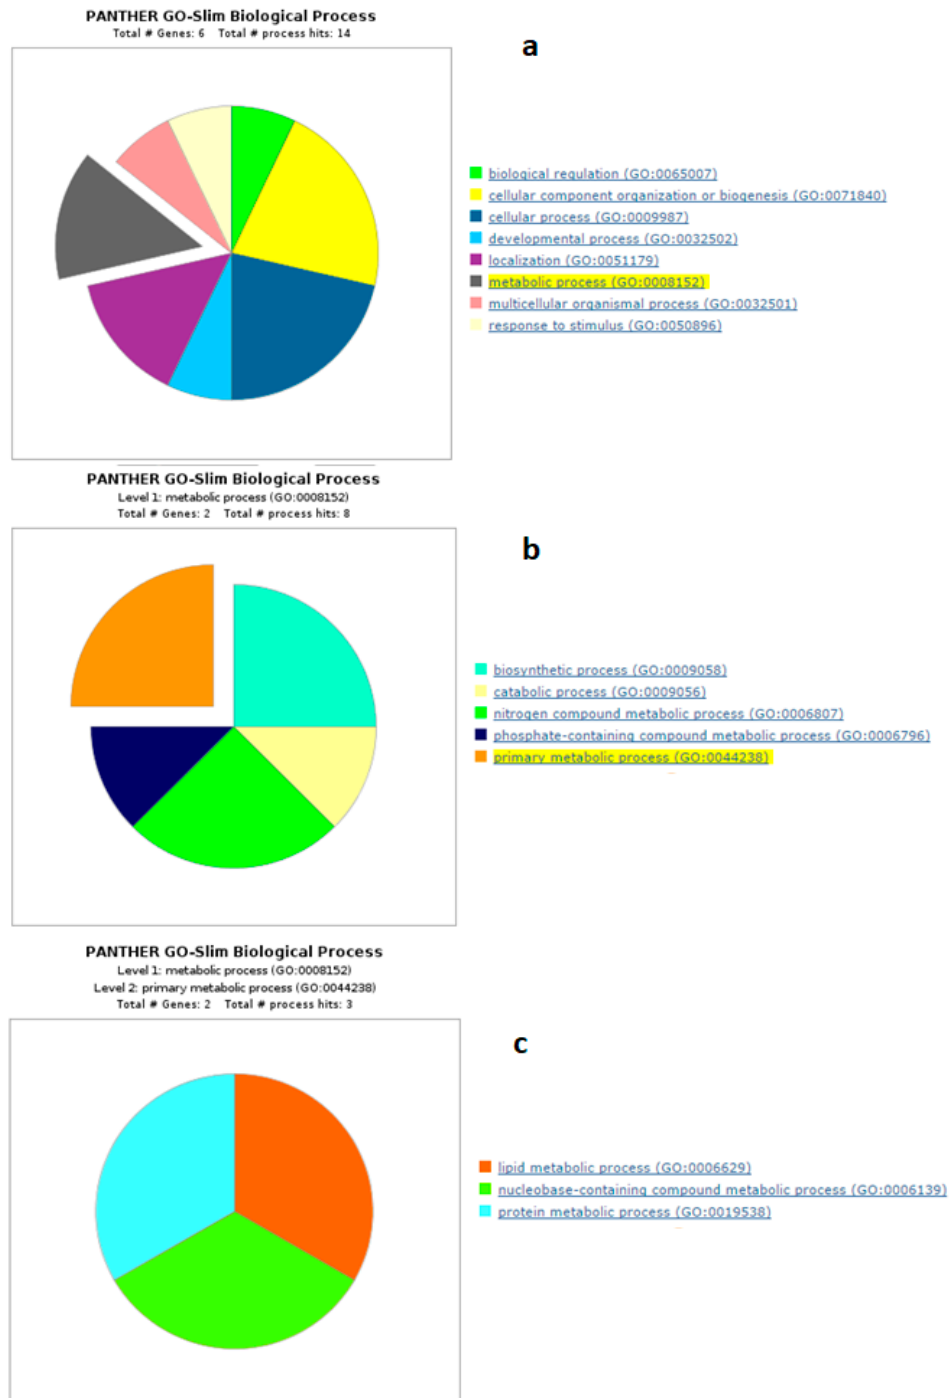 PANTHER GO-Slim Biological Process
Total # Genes: 6 Total # process hits: 14
a
biological regulation (GO:0065007)
cellular component organization or biogenesis (GO:0071840)
cellular process (GO:0009987)
developmental process (GO:0032502)
localization (GO:0051179)
metabolic process (GO:0008152)
multicellular organismal process (GO:0032501)
response to stimulus (GO:0050896)
PANTHER GO-Slim Biological Process
Level 1: metabolic process (GO:0008152)
Total # Genes: 2 Total # process hits: 8
b
biosynthetic process (GO:0009058)
catabolic process (GO:0009056)
nitrogen compound metabolic process (GO:0006807)
phosphate-containing compound metabolic process (GO:0006796)
primary metabolic process (GO:0044238)
PANTHER GO-Slim Biological Process
Level 1: metabolic process (GO:0008152)
Level 2: primary metabolic process (GO:0044238)
Total # Genes: 2 Total # process hits: 3
c
lipid metabolic process (GO:0006629)
nucleobase-containing compound metabolic process (GO:0006139)
protein metabolic process (GO:0019538)